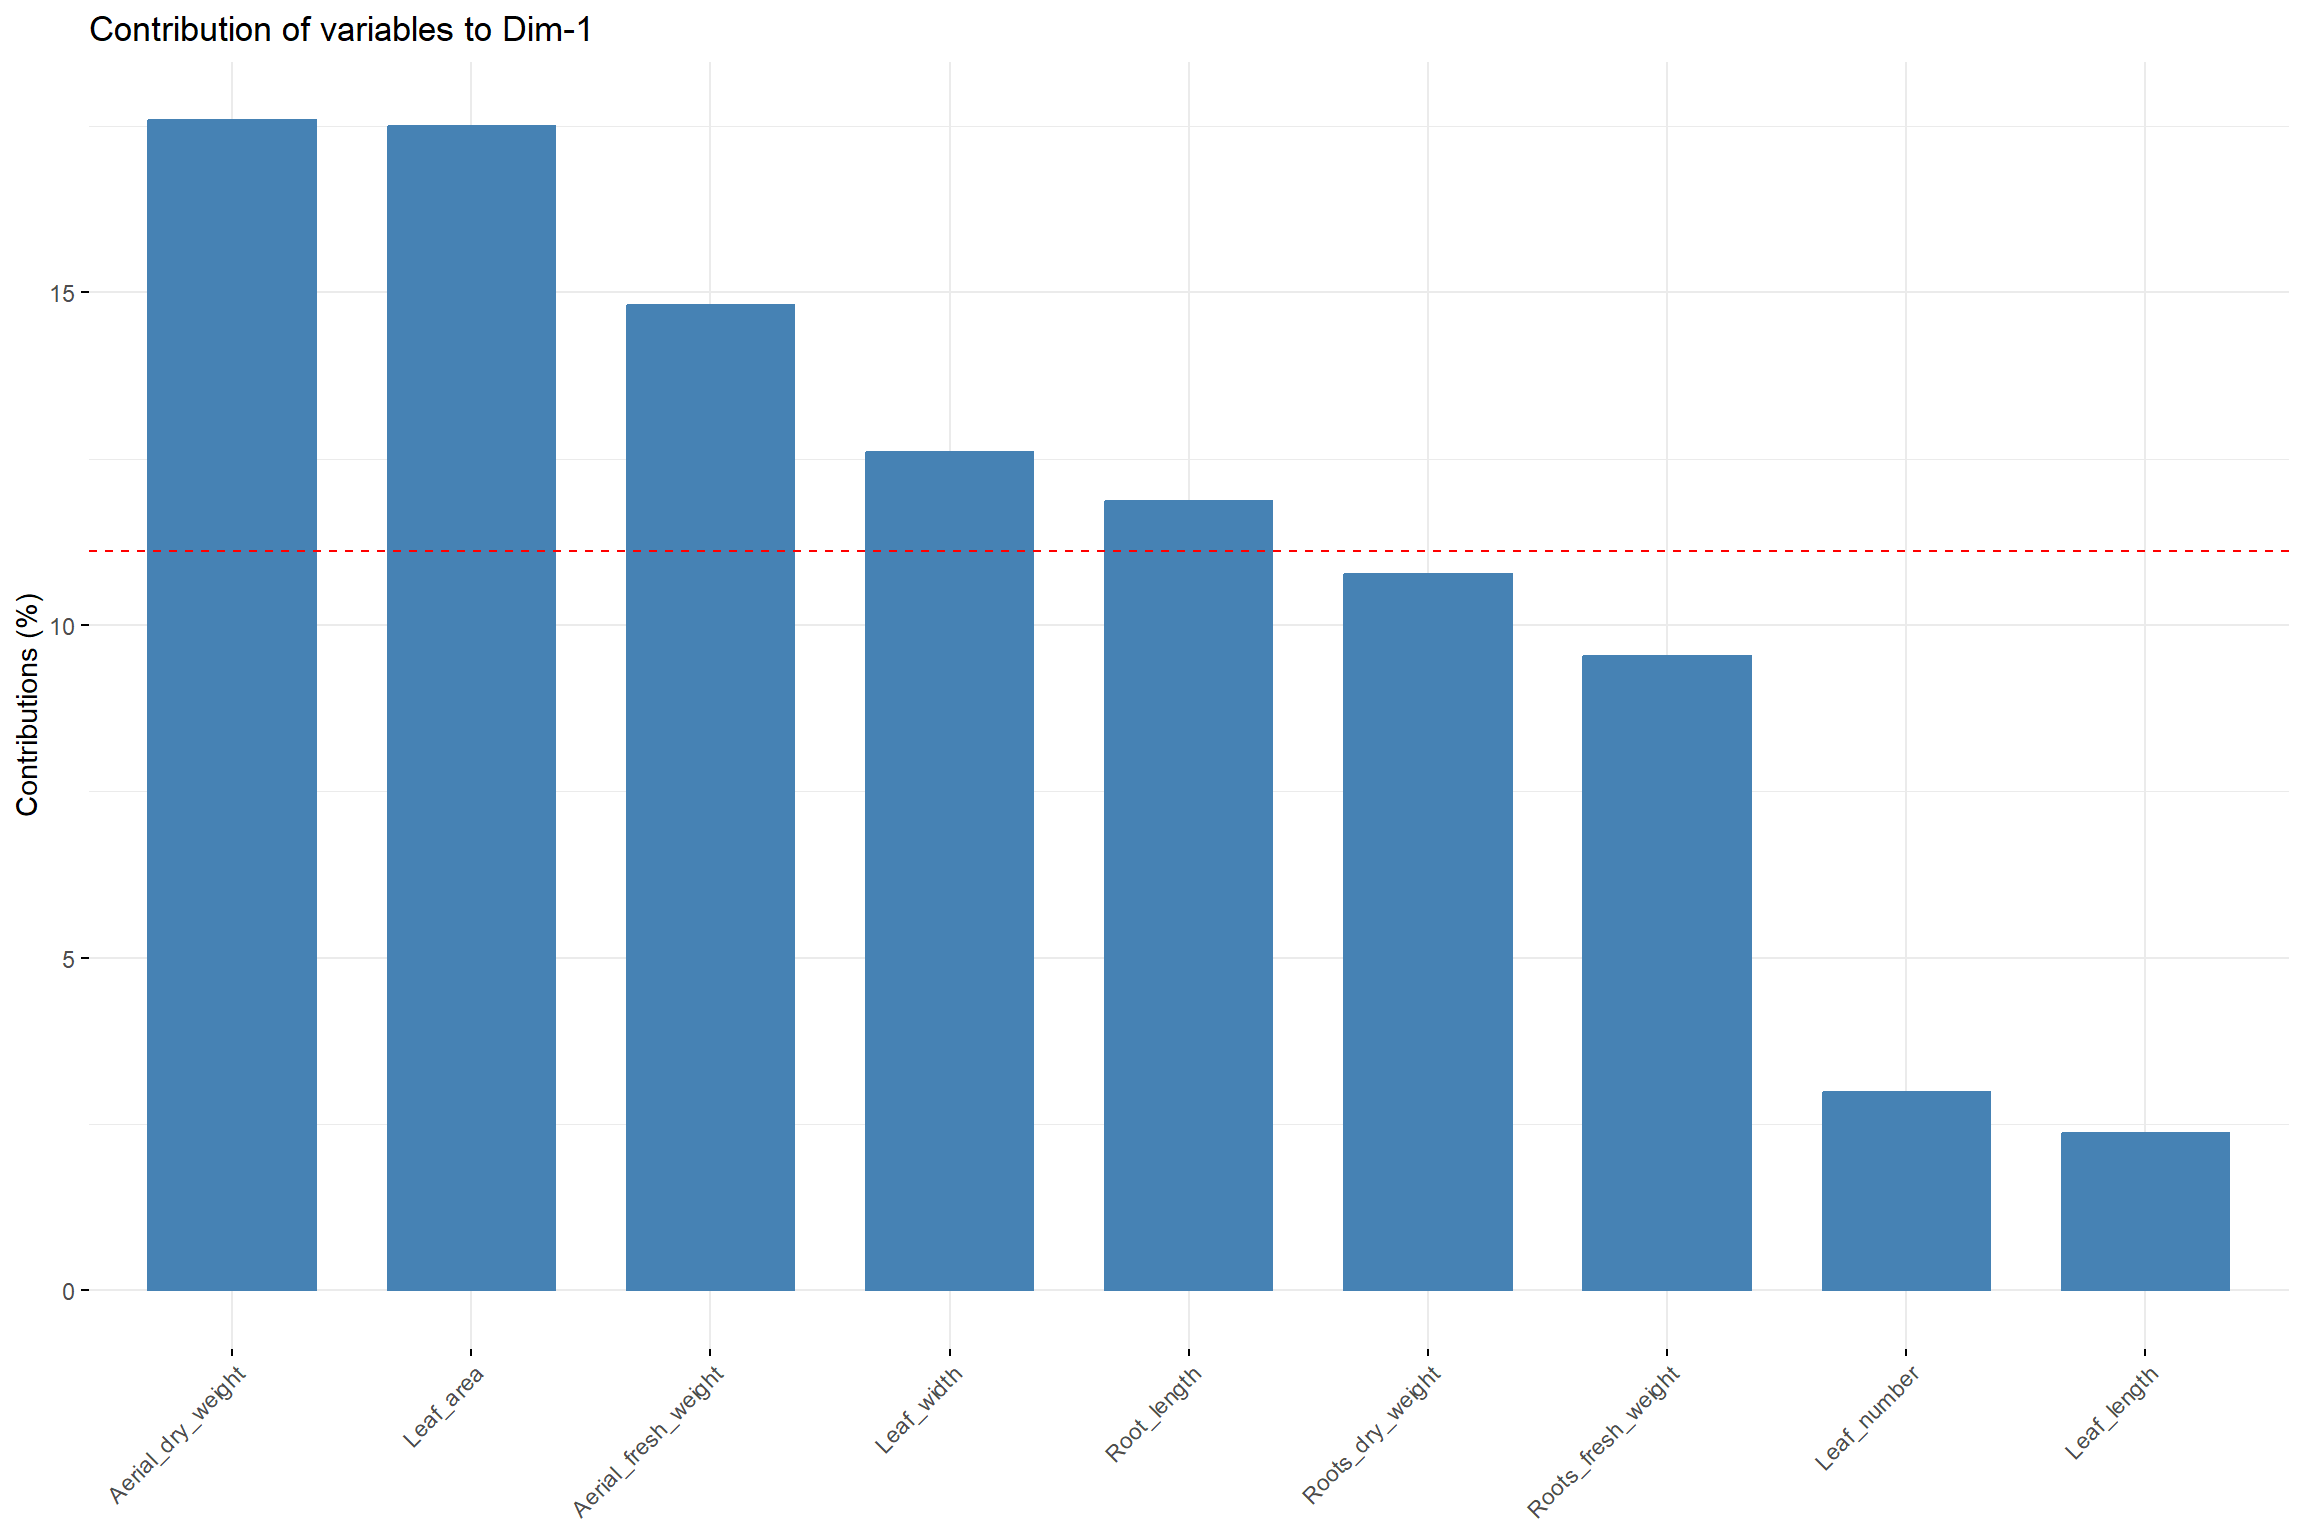 Contribution of variables to Dim-1
Contributions (%)
15
10
5
0
Aerial_dry_weight
Leaf_area
Aerial_fresh_weight
Leaf_width
Root_length
Roots_dry_weight
Roots_fresh_weight
Leaf_number
Leaf_length